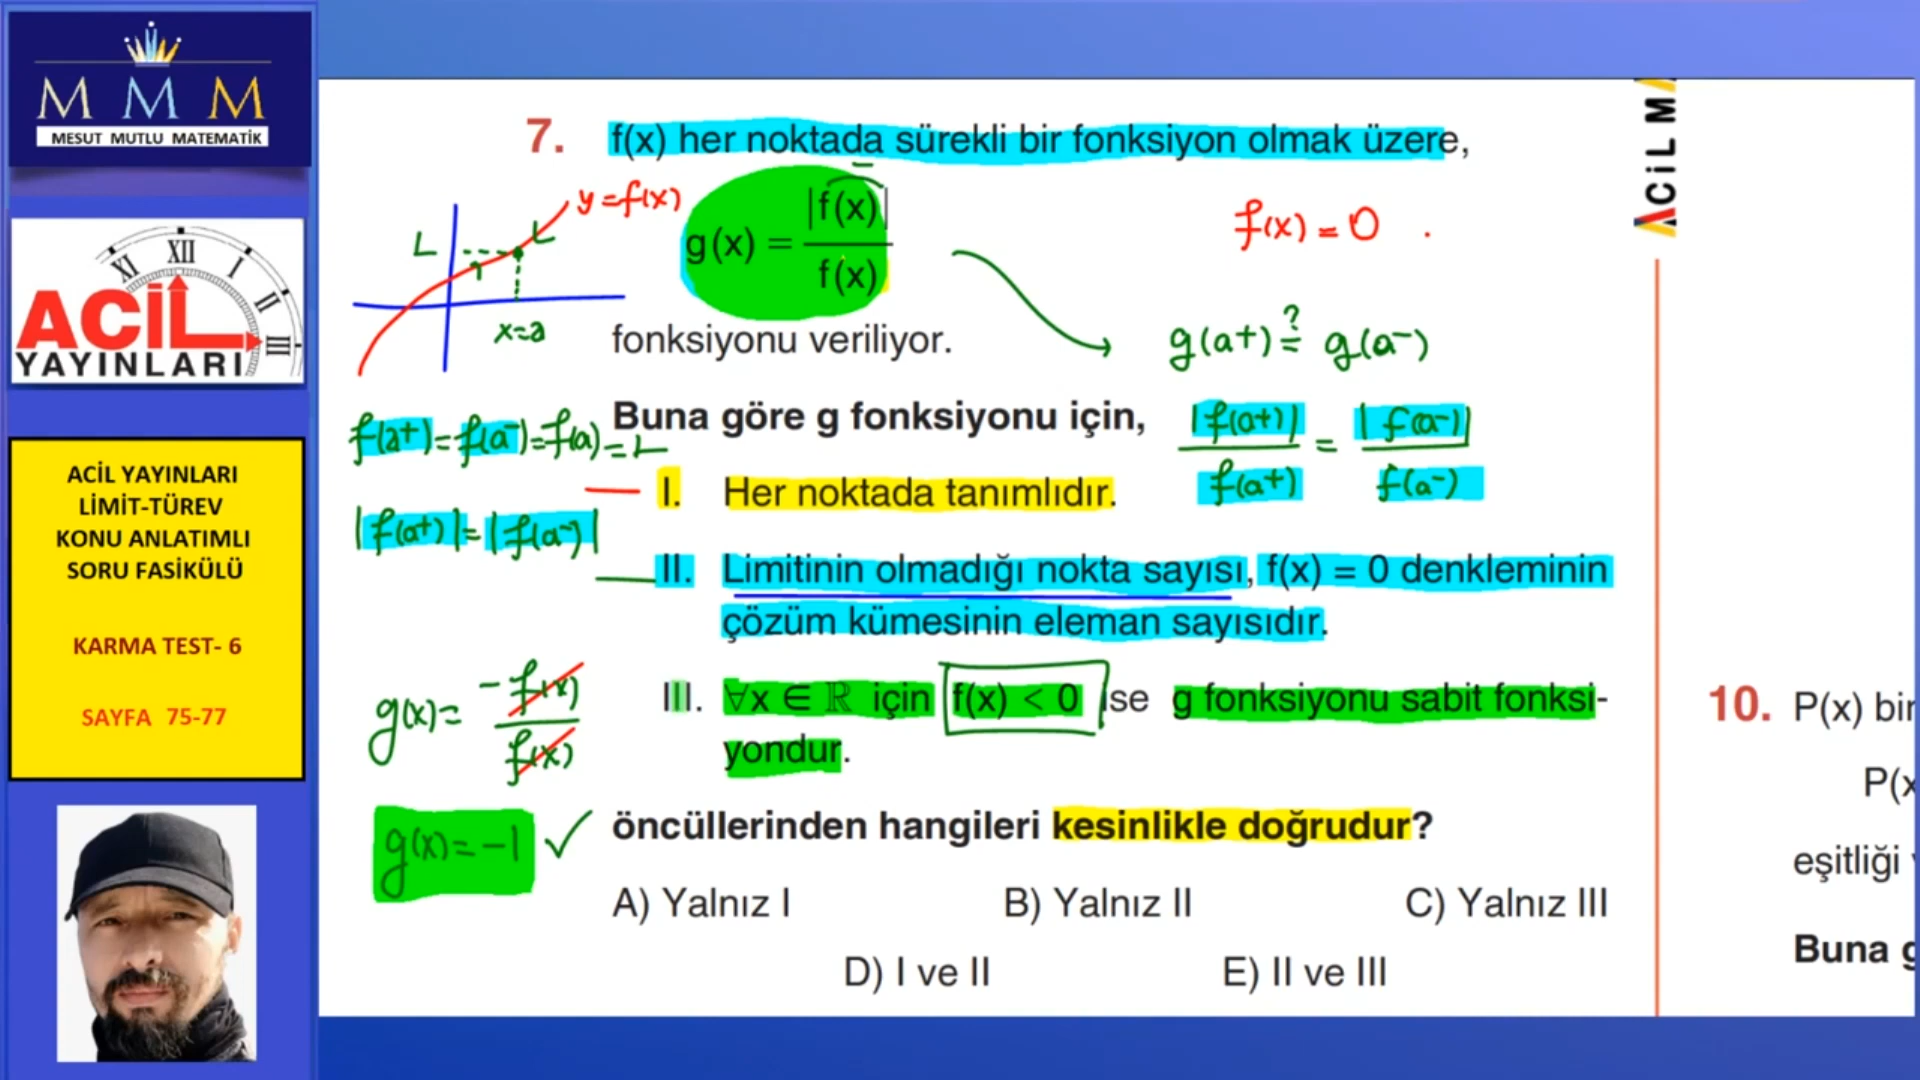 M M M
MESUT MUTLU MATEMATİK
XI XII I II III
ACİL
YAYINLARI
ACİL YAYINLARI
LİMİT-TÜREV
KONU ANLATIMLI
SORU FASİKÜLÜ
KARMA TEST- 6
SAYFA 75-77
7. f(x) her noktada sürekli bir fonksiyon olmak üzere,
y=f(x)
L L
x=a
g(x) = |f(x)| / f(x)
-
f(x)=0 .
fonksiyonu veriliyor.
g(a+) ?= g(a-)
Buna göre g fonksiyonu için,
f(a+)=f(a-)=f(a)=L
|f(a+)| / f(a+) = |f(a-)| / f(a-)
I. Her noktada tanımlıdır.
|f(a+)|=|f(a-)|
II. Limitinin olmadığı nokta sayısı, f(x) = 0 denkleminin
çözüm kümesinin eleman sayısıdır.
III. ∀x ∈ ℝ için f(x) < 0 ise g fonksiyonu sabit fonksi-
yondur.
g(x)= -f(x) / f(x)
g(x)=-1 ✓
öncüllerinden hangileri kesinlikle doğrudur?
A) Yalnız I B) Yalnız II C) Yalnız III
D) I ve II E) II ve III
ACİL M
10. P(x) bir
P(x
eşitliği
Buna g